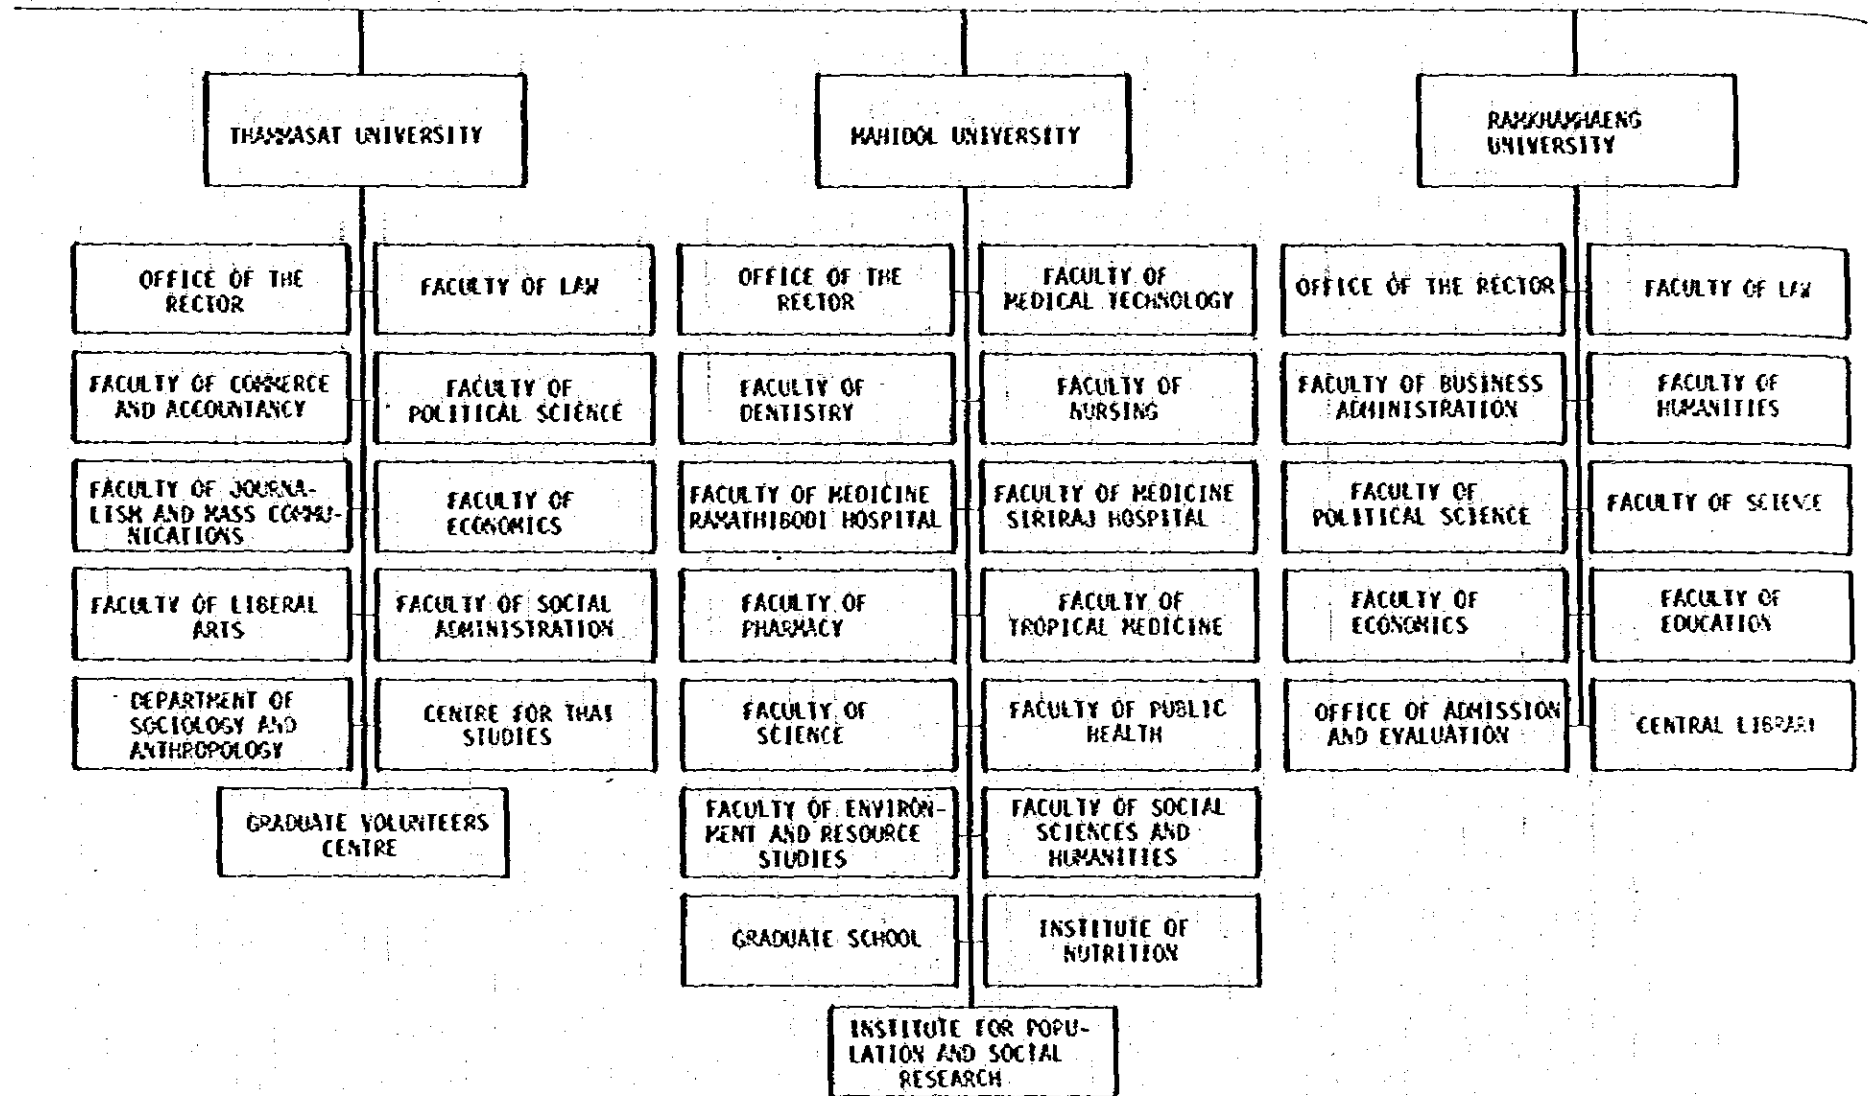 THAMMASAT UNIVERSITY
MAHIDOL UNIVERSITY
RAMKHAMHAENG
UNIVERSITY
OFFICE OF THE
RECTOR
FACULTY OF LAW
FACULTY OF COMMERCE
AND ACCOUNTANCY
FACULTY OF
POLITICAL SCIENCE
FACULTY OF JOURNA-
LISM AND MASS COMMU-
NICATIONS
FACULTY OF
ECONOMICS
FACULTY OF LIBERAL
ARTS
FACULTY OF SOCIAL
ADMINISTRATION
DEPARTMENT OF
SOCIOLOGY AND
ANTHROPOLOGY
CENTRE FOR THAI
STUDIES
GRADUATE VOLUNTEERS
CENTRE
OFFICE OF THE
RECTOR
FACULTY OF
MEDICAL TECHNOLOGY
FACULTY OF
DENTISTRY
FACULTY OF
NURSING
FACULTY OF MEDICINE
RAMATHIBODI HOSPITAL
FACULTY OF MEDICINE
SIRIRAJ HOSPITAL
FACULTY OF
PHARMACY
FACULTY OF
TROPICAL MEDICINE
FACULTY OF
SCIENCE
FACULTY OF PUBLIC
HEALTH
FACULTY OF ENVIRON-
MENT AND RESOURCE
STUDIES
FACULTY OF SOCIAL
SCIENCES AND
HUMANITIES
GRADUATE SCHOOL
INSTITUTE OF
NUTRITION
INSTITUTE FOR POPU-
LATION AND SOCIAL
RESEARCH
OFFICE OF THE RECTOR
FACULTY OF LAW
FACULTY OF BUSINESS
ADMINISTRATION
FACULTY OF
HUMANITIES
FACULTY OF
POLITICAL SCIENCE
FACULTY OF SCIENCE
FACULTY OF
ECONOMICS
FACULTY OF
EDUCATION
OFFICE OF ADMISSION
AND EVALUATION
CENTRAL LIBRARY